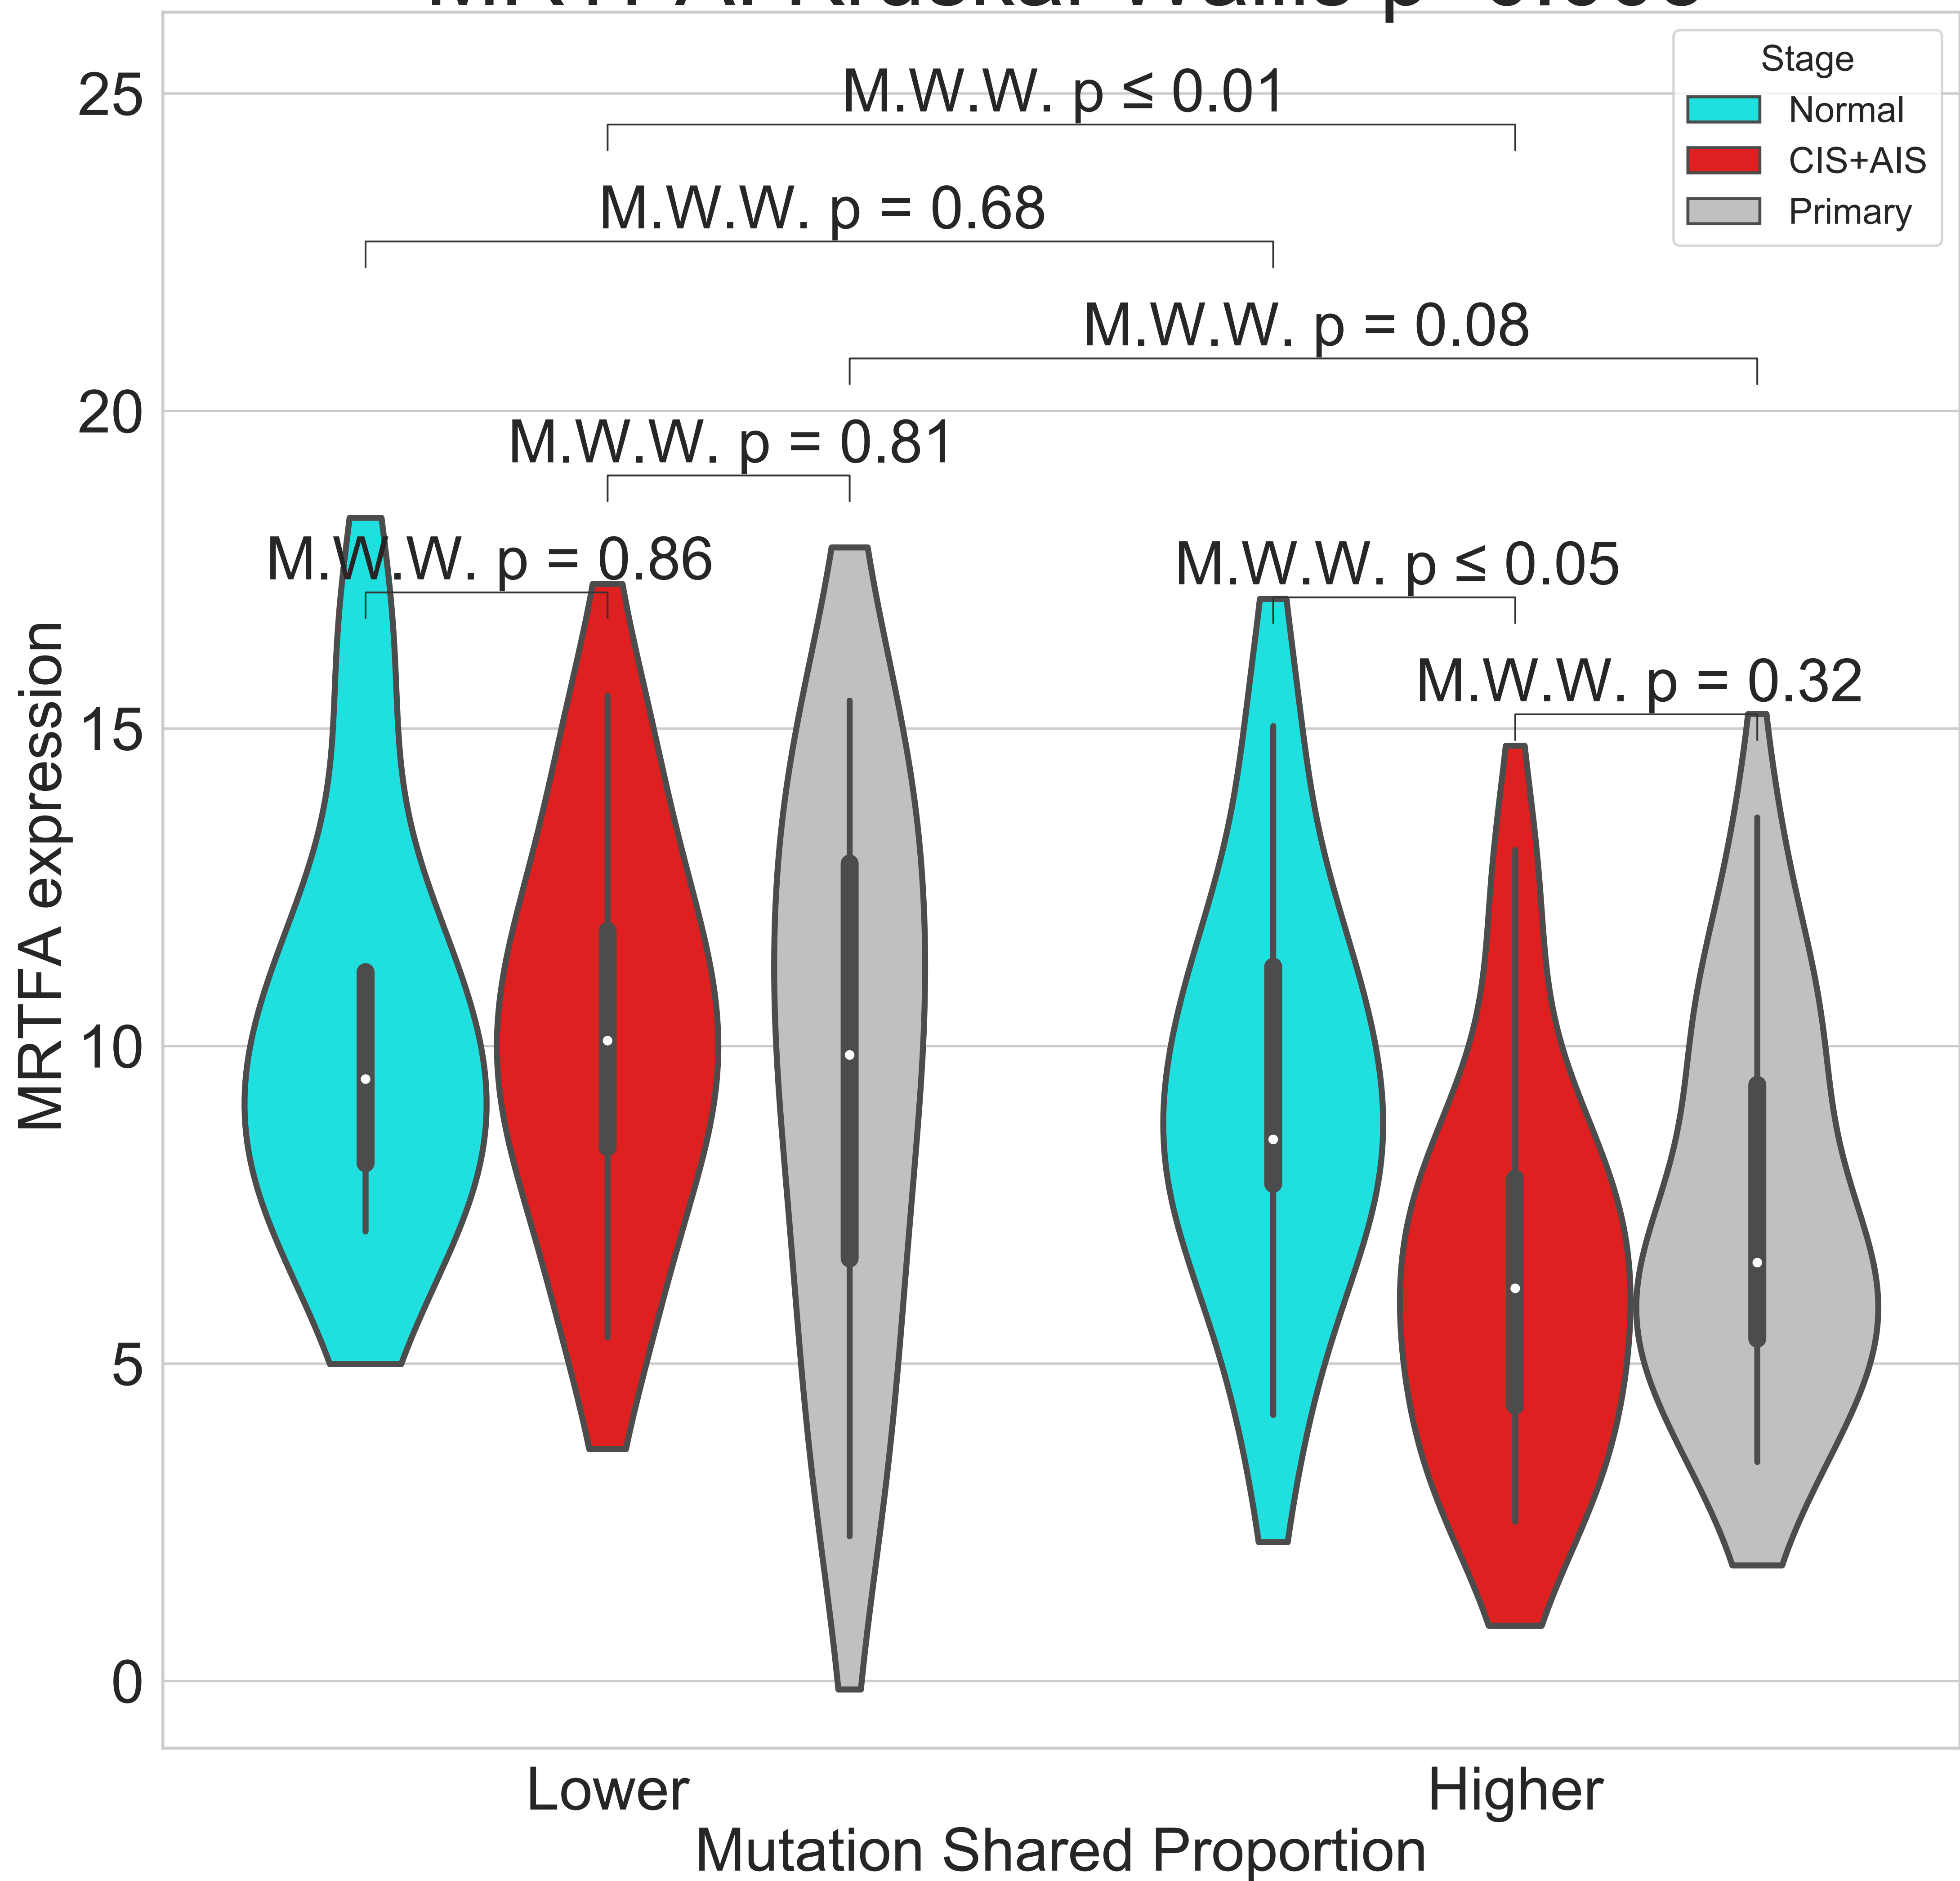 Stage
Normal
CIS+AIS
Primary
M.W.W. p ≤ 0.01
M.W.W. p = 0.68
M.W.W. p = 0.08
M.W.W. p = 0.81
M.W.W. p = 0.86
M.W.W. p ≤ 0.05
M.W.W. p = 0.32
25
20
15
10
5
0
MRTFA expression
Lower
Higher
Mutation Shared Proportion